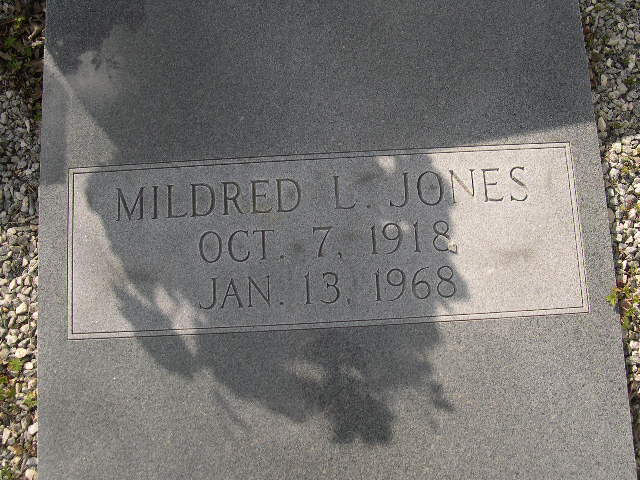 MILDRED L. JONES
OCT. 7, 1918
JAN. 13, 1968